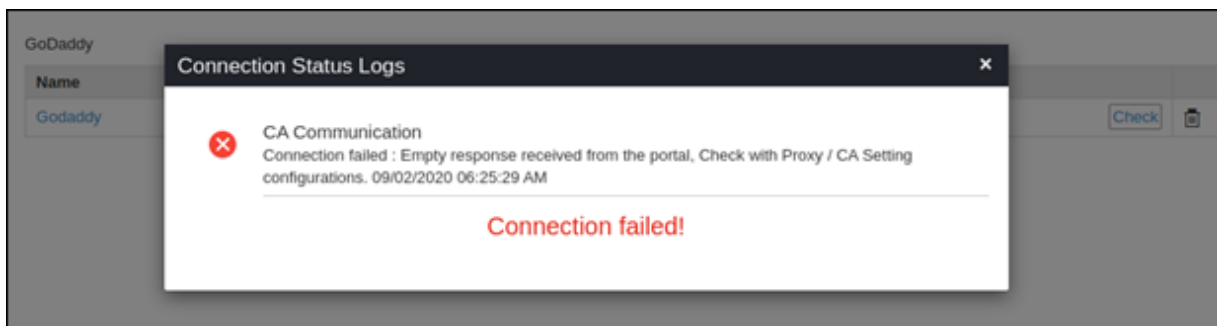 GoDaddy
Connection Status Logs
×
Name
Godaddy
Check
CA Communication
Connection failed : Empty response received from the portal, Check with Proxy / CA Setting
configurations. 09/02/2020 06:25:29 AM
Connection failed!